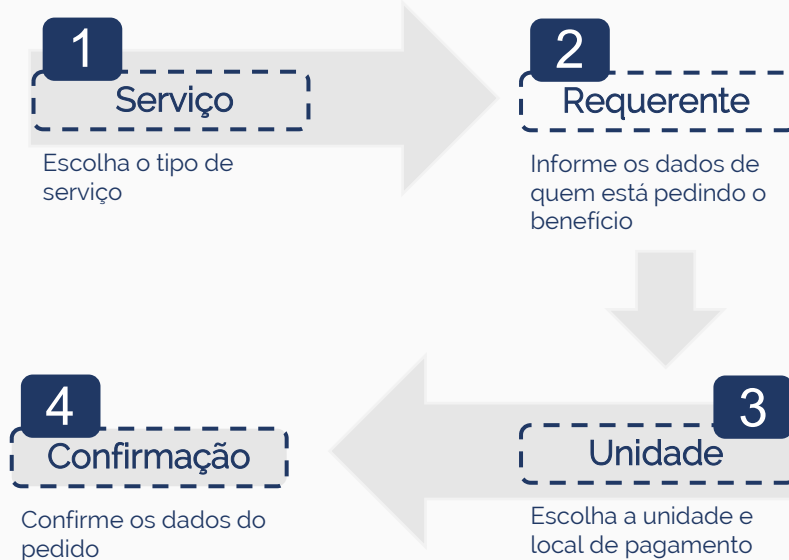 1
Serviço
Escolha o tipo de
serviço
2
Requerente
Informe os dados de
quem está pedindo o
benefício
3
Unidade
Escolha a unidade e
local de pagamento
4
Confirmação
Confirme os dados do
pedido